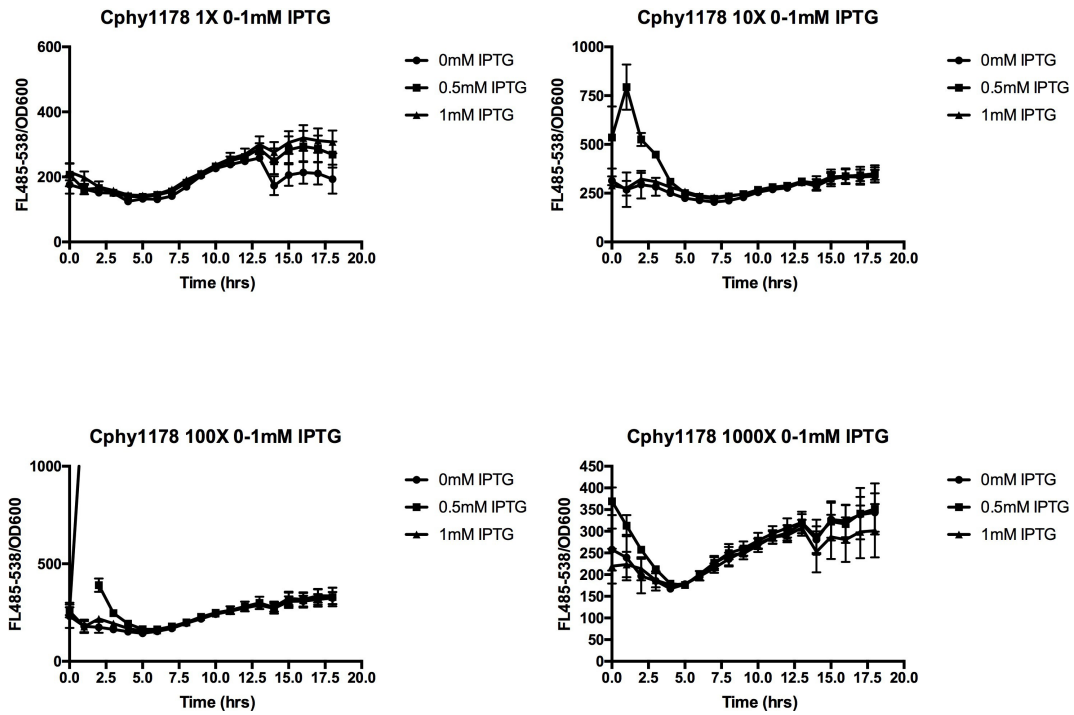 Cphy1178 1X 0-1mM IPTG
FL485-538/OD600
600
400
200
0
0.0 2.5 5.0 7.5 10.0 12.5 15.0 17.5 20.0
Time (hrs)
0mM IPTG
0.5mM IPTG
1mM IPTG
Cphy1178 10X 0-1mM IPTG
FL485-538/OD600
1000
750
500
250
0
0.0 2.5 5.0 7.5 10.0 12.5 15.0 17.5 20.0
Time (hrs)
0mM IPTG
0.5mM IPTG
1mM IPTG
Cphy1178 100X 0-1mM IPTG
FL485-538/OD600
1000
500
0
0.0 2.5 5.0 7.5 10.0 12.5 15.0 17.5 20.0
Time (hrs)
0mM IPTG
0.5mM IPTG
1mM IPTG
Cphy1178 1000X 0-1mM IPTG
FL485-538/OD600
450
400
350
300
250
200
150
100
50
0
0.0 2.5 5.0 7.5 10.0 12.5 15.0 17.5 20.0
Time (hrs)
0mM IPTG
0.5mM IPTG
1mM IPTG